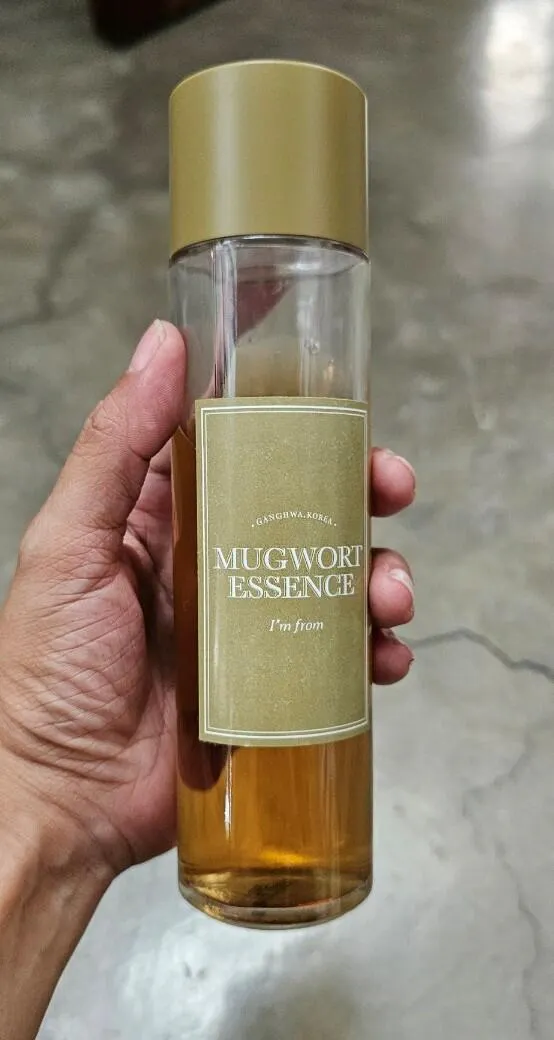 · GANGHWA.KOREA ·
MUGWORT
ESSENCE
I'm from